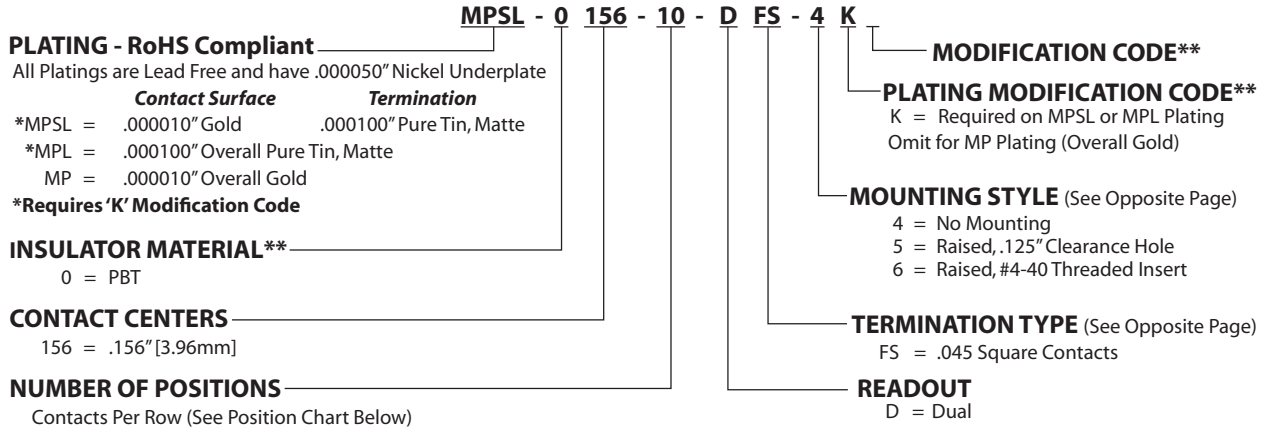 MPSL - 0 156 - 10 - D FS - 4 K _
PLATING - RoHS Compliant
All Platings are Lead Free and have .000050" Nickel Underplate
Contact Surface Termination
*MPSL = .000010" Gold .000100" Pure Tin, Matte
*MPL = .000100" Overall Pure Tin, Matte
MP = .000010" Overall Gold
*Requires 'K' Modification Code
INSULATOR MATERIAL**
0 = PBT
CONTACT CENTERS
156 = .156" [3.96mm]
NUMBER OF POSITIONS
Contacts Per Row (See Position Chart Below)
MODIFICATION CODE**
PLATING MODIFICATION CODE**
K = Required on MPSL or MPL Plating
Omit for MP Plating (Overall Gold)
MOUNTING STYLE (See Opposite Page)
4 = No Mounting
5 = Raised, .125" Clearance Hole
6 = Raised, #4-40 Threaded Insert
TERMINATION TYPE (See Opposite Page)
FS = .045 Square Contacts
READOUT
D = Dual